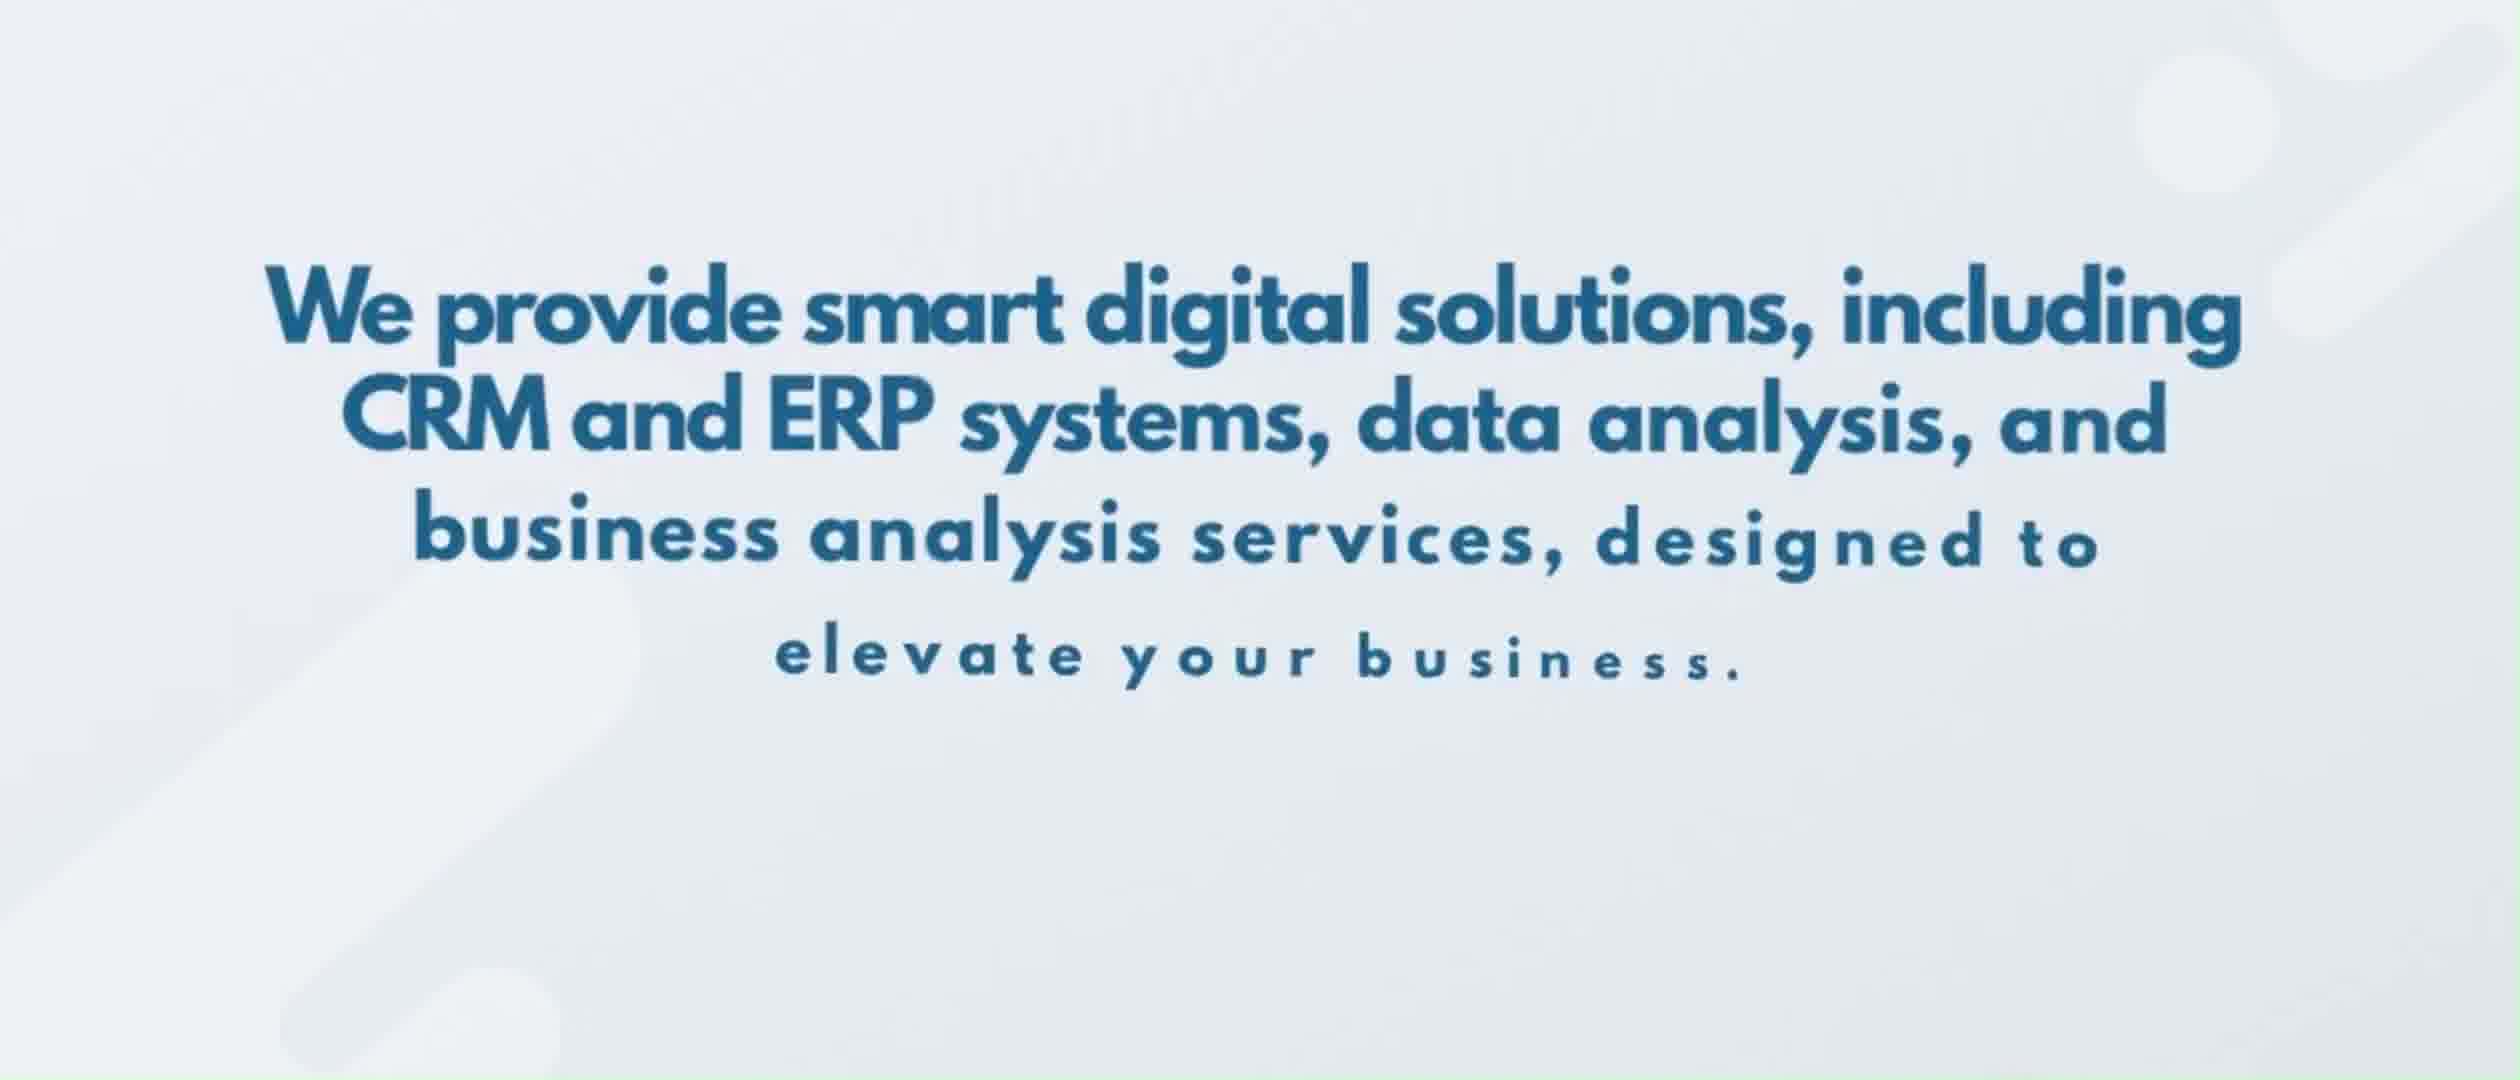 We provide smart digital solutions, including
CRM and ERP systems, data analysis, and
business analysis services, designed to
elevate your business.